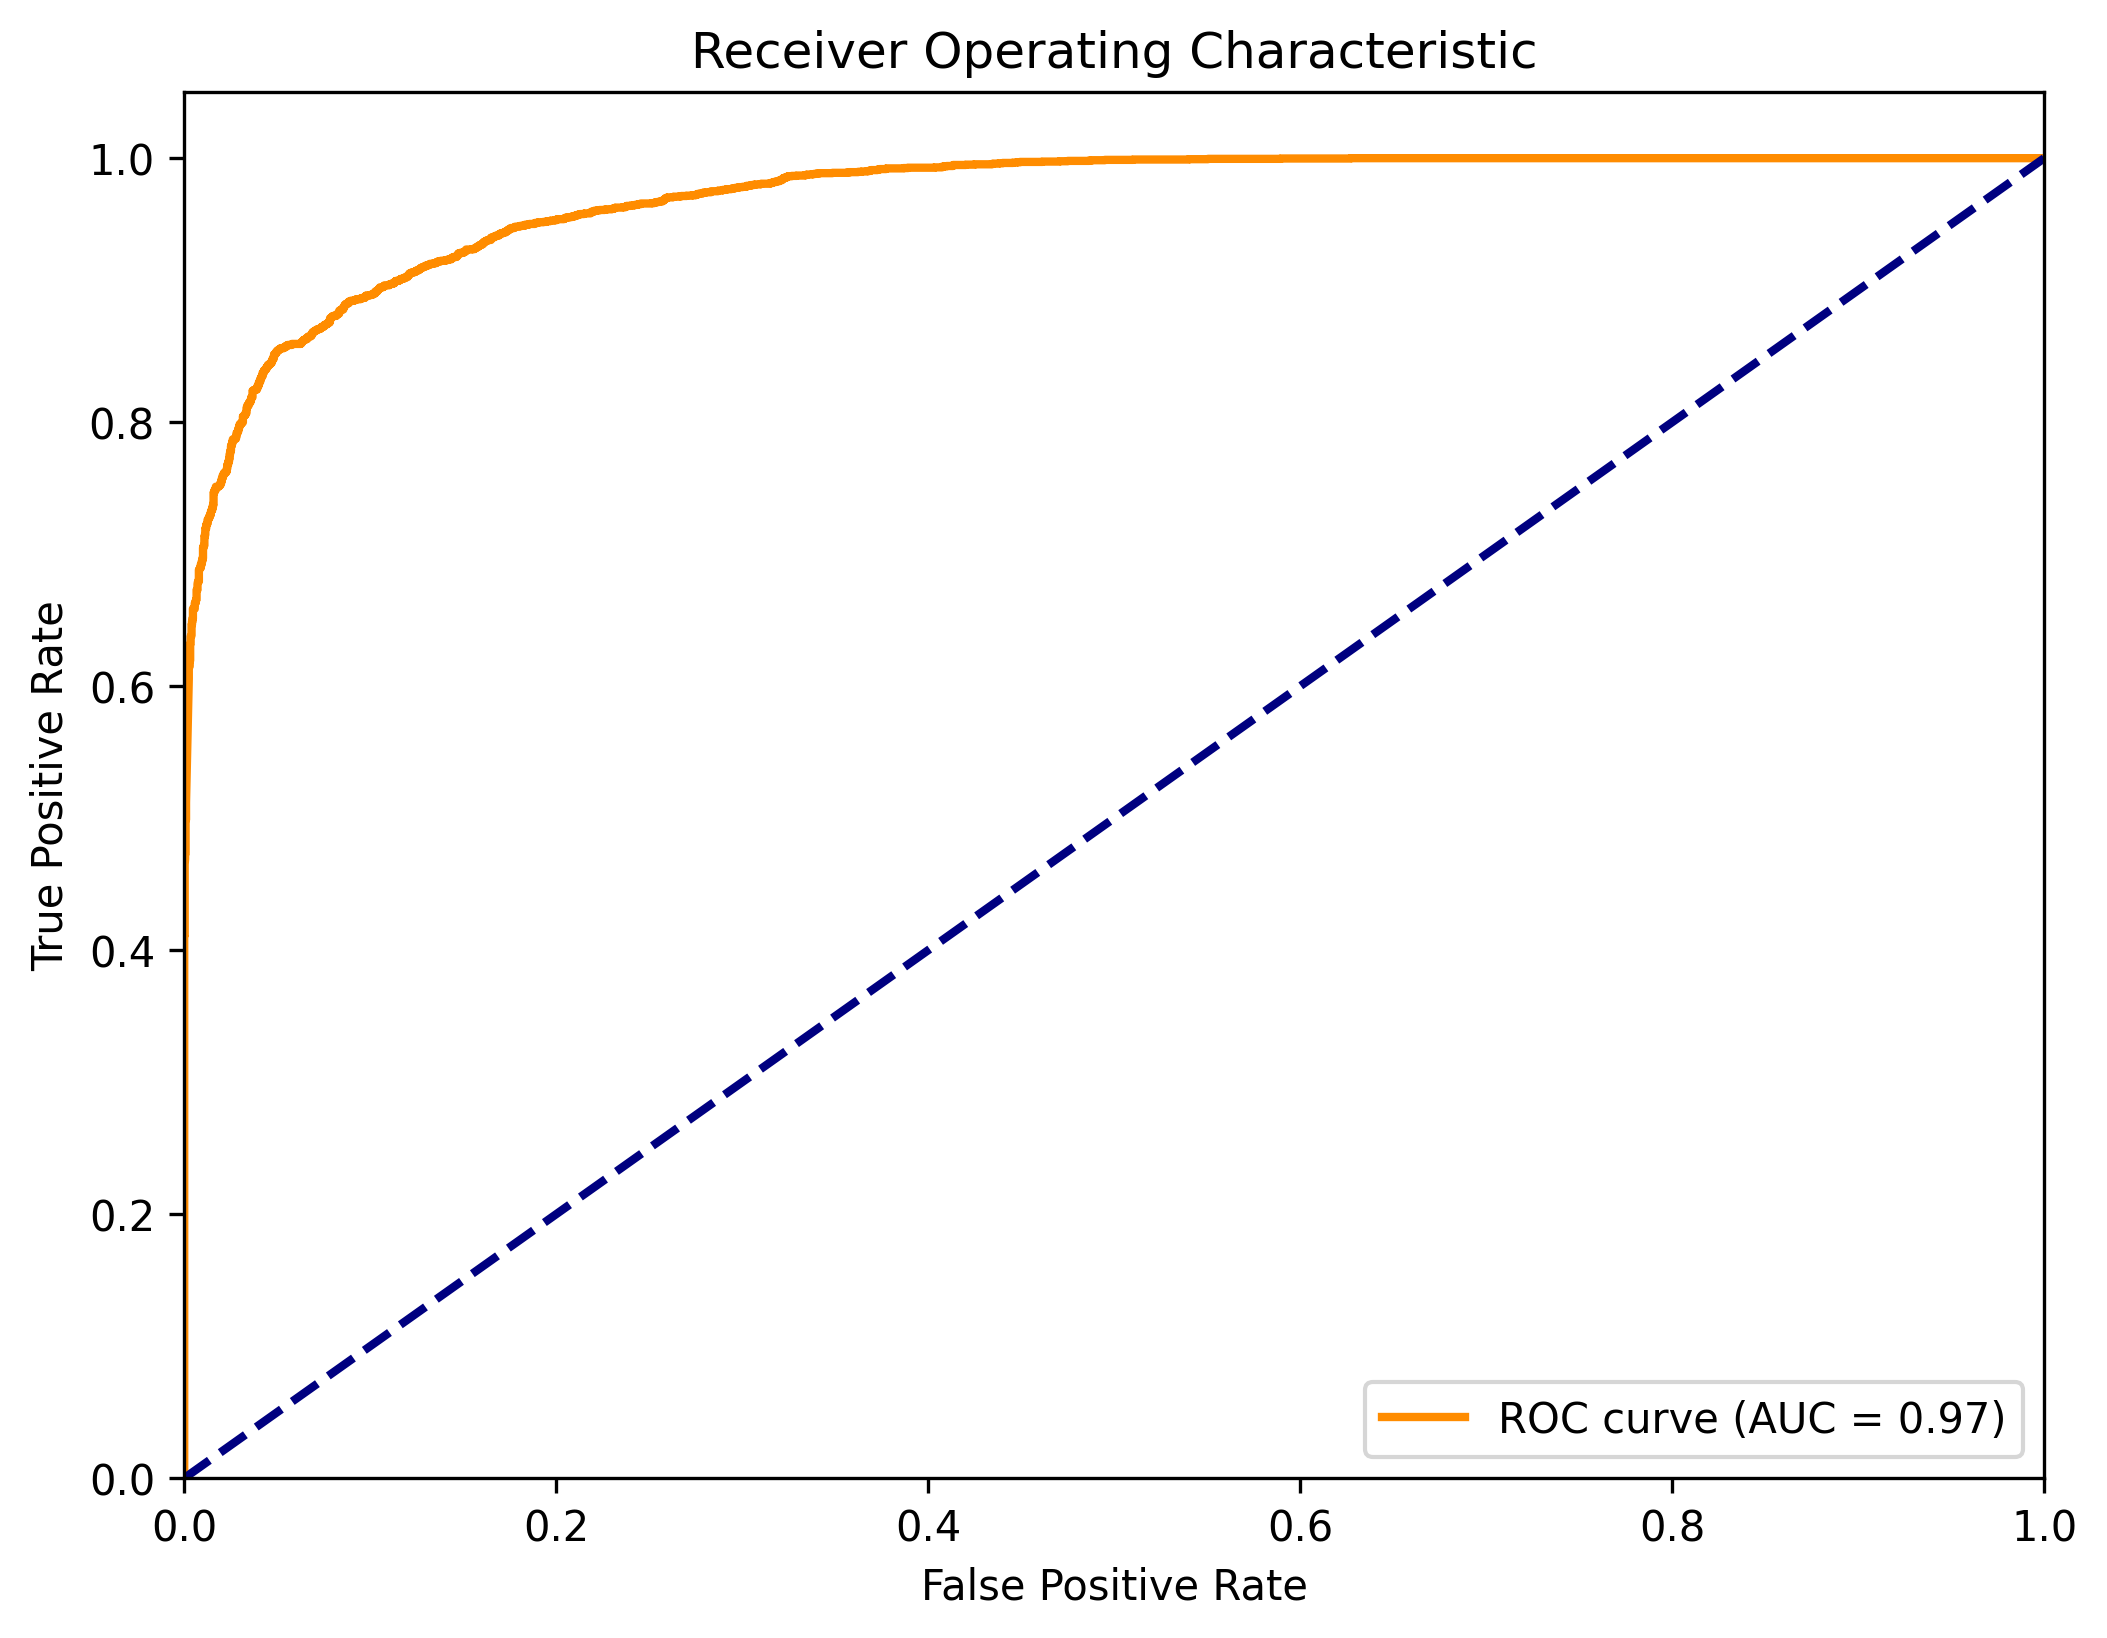 Receiver Operating Characteristic
1.0
0.8
0.6
0.4
0.2
0.0
True Positive Rate
ROC curve (AUC = 0.97)
0.0 0.2 0.4 0.6 0.8 1.0
False Positive Rate